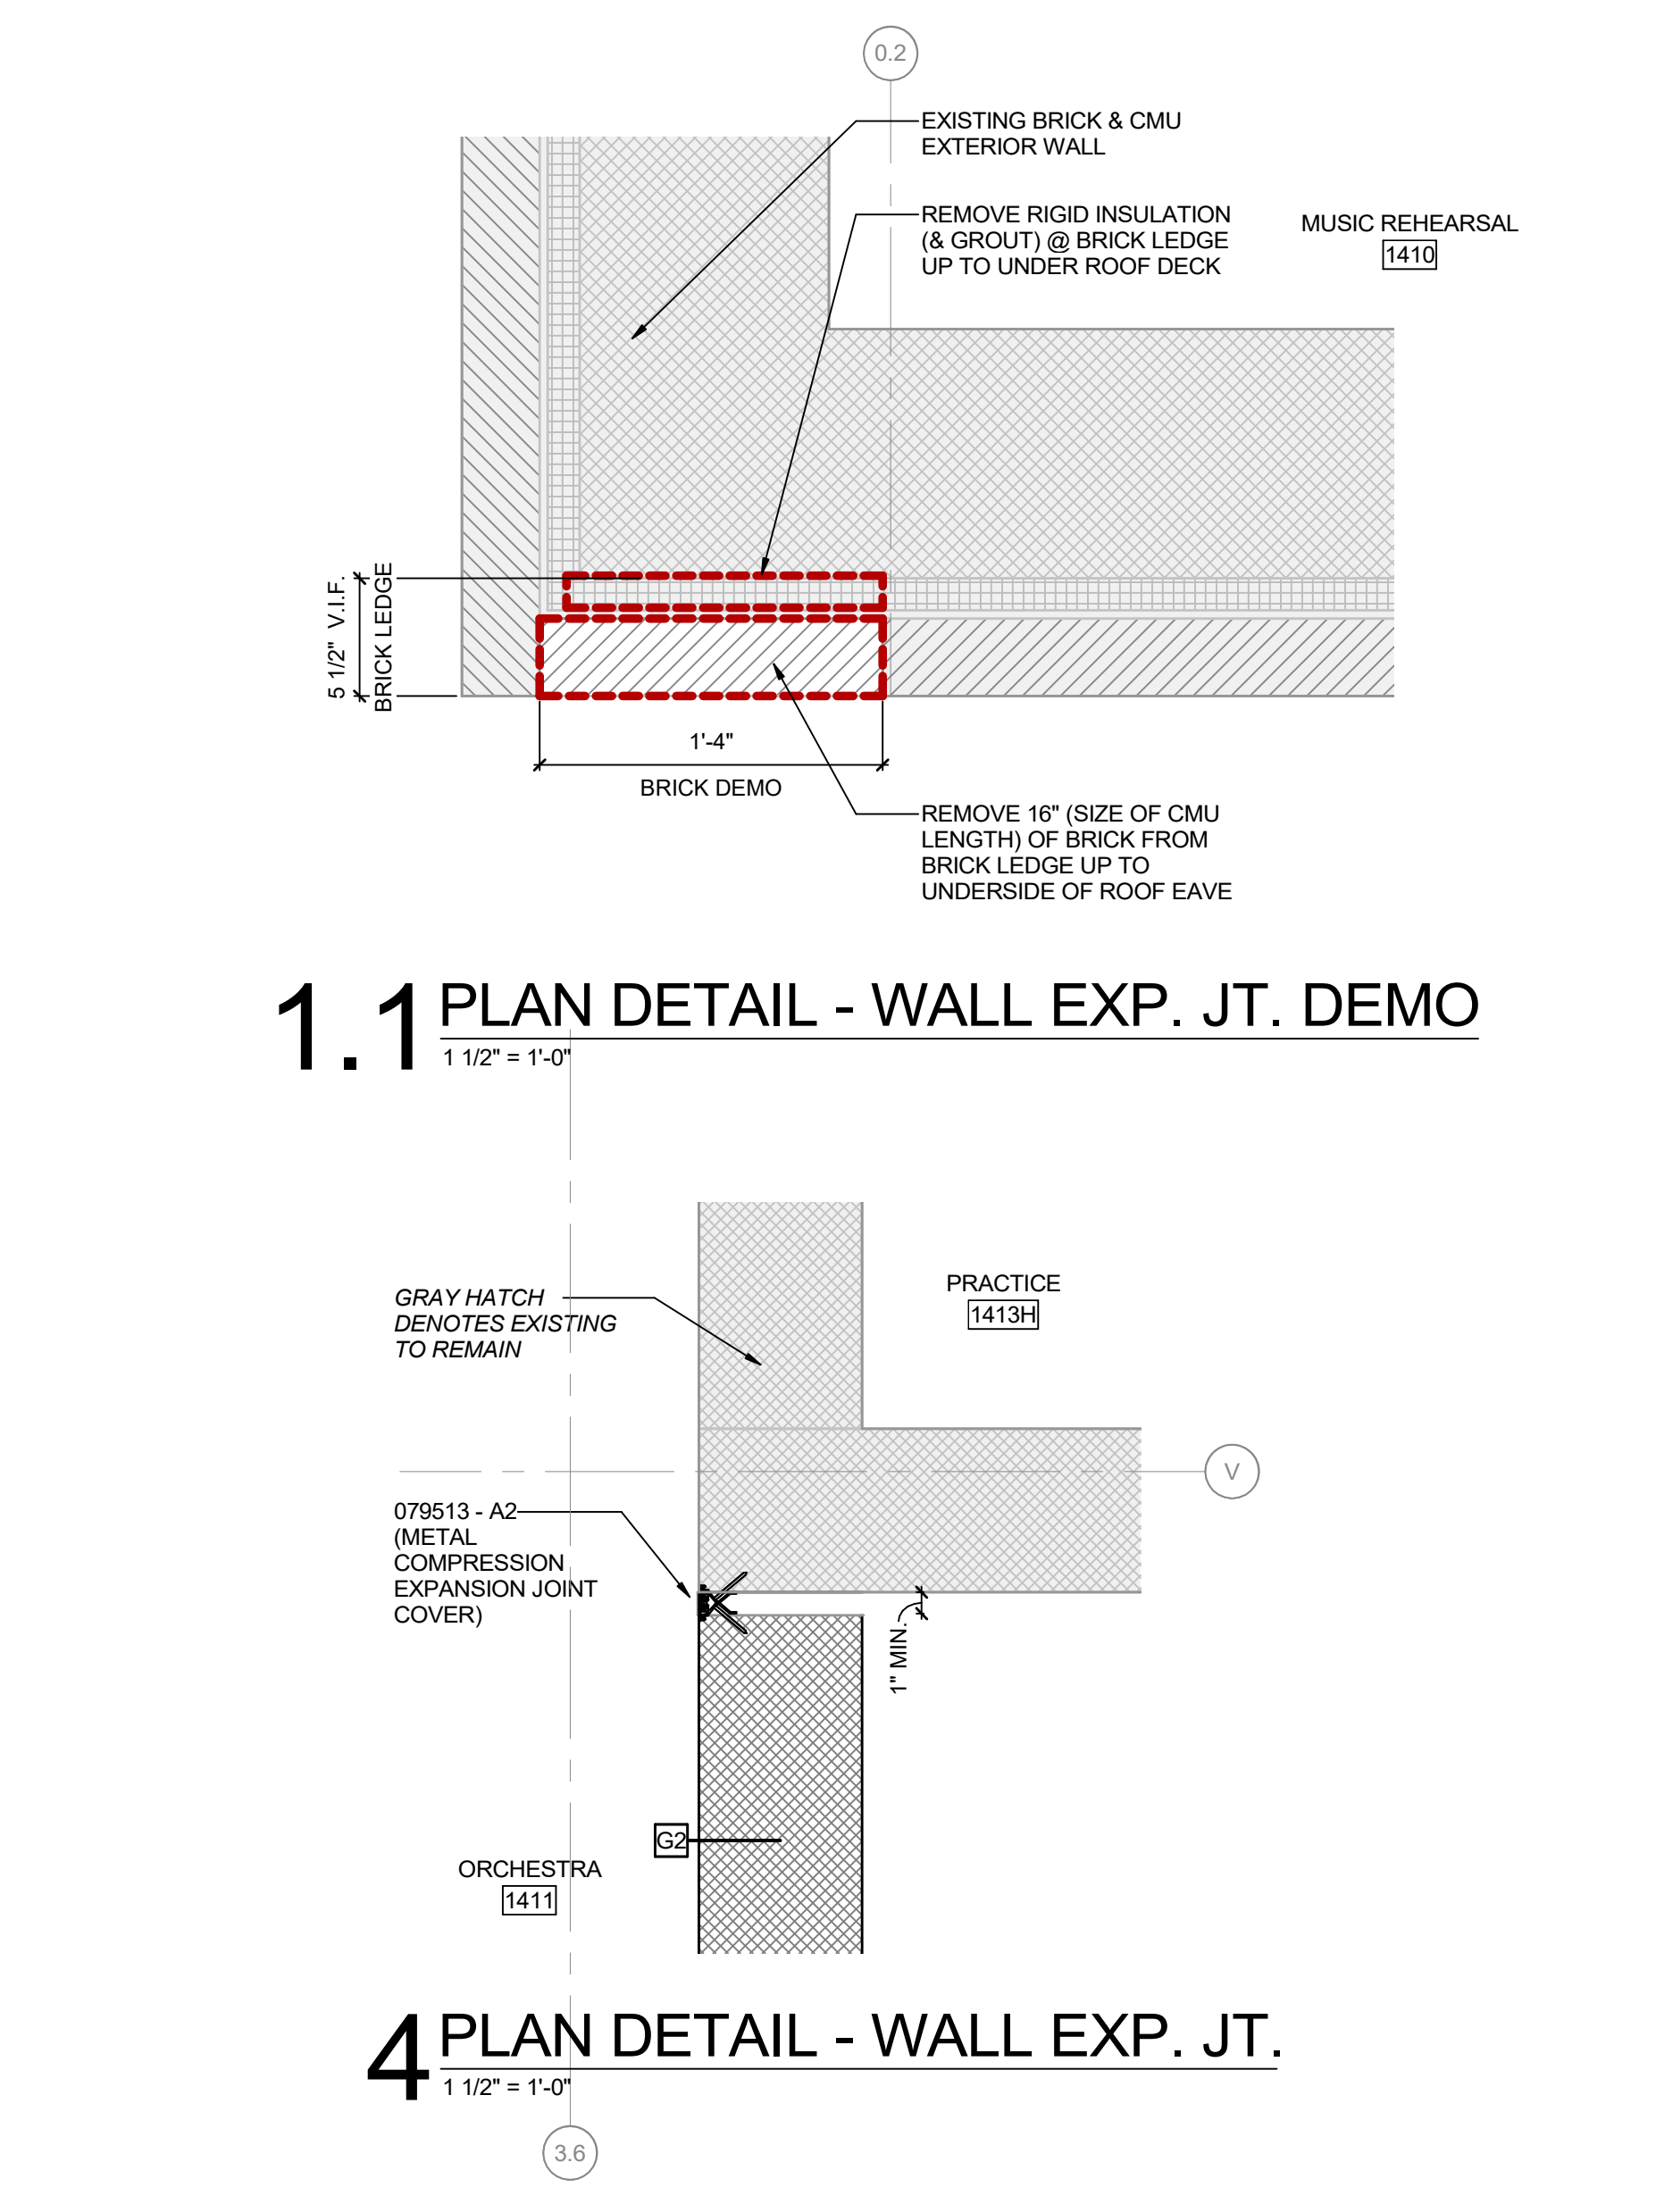 0.2
EXISTING BRICK & CMU
EXTERIOR WALL
REMOVE RIGID INSULATION
(& GROUT) @ BRICK LEDGE
UP TO UNDER ROOF DECK
MUSIC REHEARSAL
1410
5 1/2" V.I.F.
BRICK LEDGE
1'-4"
BRICK DEMO
REMOVE 16" (SIZE OF CMU
LENGTH) OF BRICK FROM
BRICK LEDGE UP TO
UNDERSIDE OF ROOF EAVE
1.1 PLAN DETAIL - WALL EXP. JT. DEMO
1 1/2" = 1'-0"
GRAY HATCH
DENOTES EXISTING
TO REMAIN
PRACTICE
1413H
V
079513 - A2
(METAL
COMPRESSION
EXPANSION JOINT
COVER)
1" MIN.
G2
ORCHESTRA
1411
4 PLAN DETAIL - WALL EXP. JT.
1 1/2" = 1'-0"
3.6